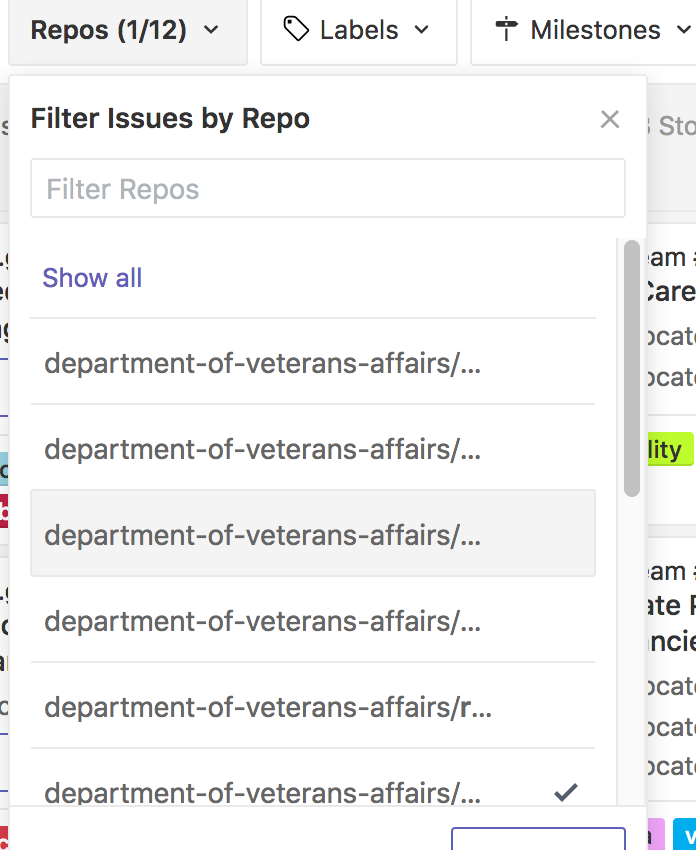 Repos (1/12) Labels Milestones
Filter Issues by Repo
Filter Repos
Show all
department-of-veterans-affairs/...
department-of-veterans-affairs/...
department-of-veterans-affairs/...
department-of-veterans-affairs/...
department-of-veterans-affairs/r...
department-of-veterans-affairs/...